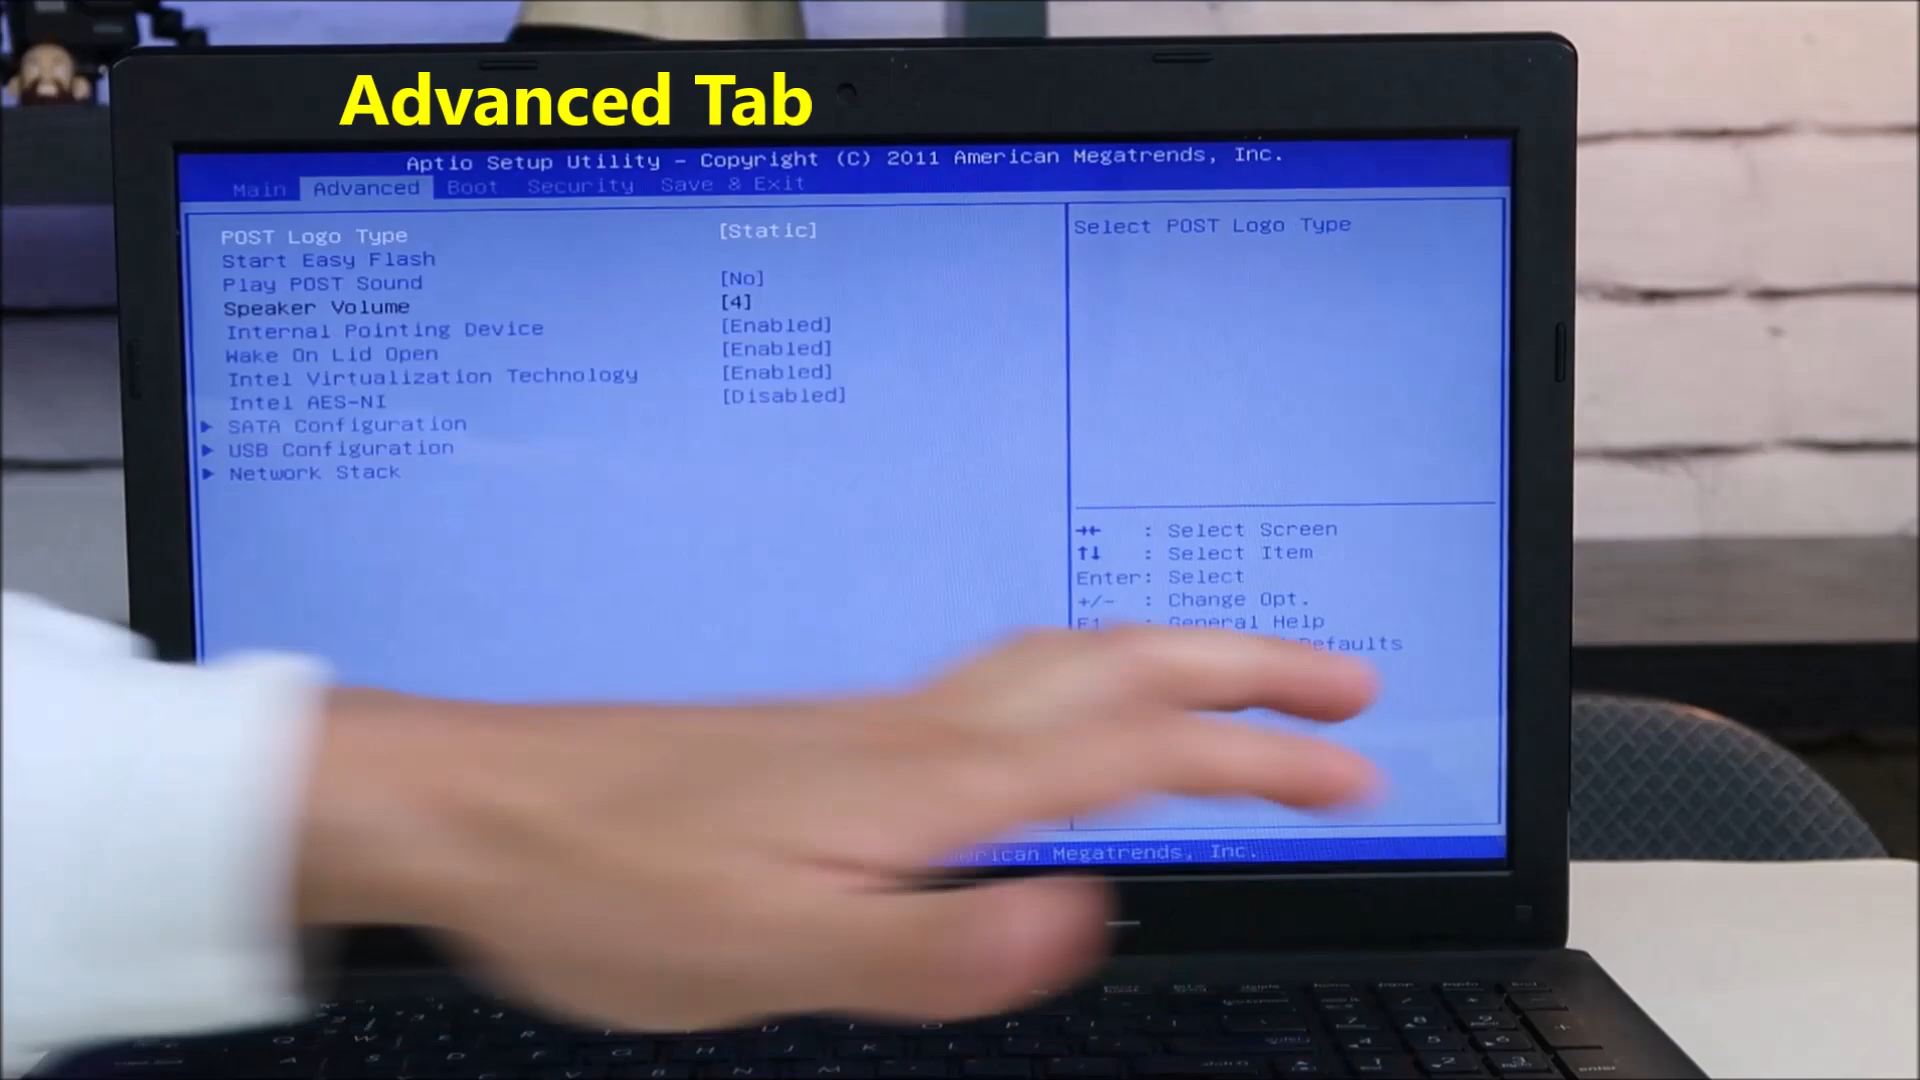 Advanced Tab
Aptio Setup Utility – Copyright (C) 2011 American Megatrends, Inc.
Main Advanced Boot Security Save & Exit
POST Logo Type [Static]
Start Easy Flash
Play POST Sound [No]
Speaker Volume [4]
Internal Pointing Device [Enabled]
Wake On Lid Open [Enabled]
Intel Virtualization Technology [Enabled]
Intel AES-NI [Disabled]
▶ SATA Configuration
▶ USB Configuration
▶ Network Stack
Select POST Logo Type
→← : Select Screen
↑↓ : Select Item
Enter: Select
+/- : Change Opt.
F1 : General Help
Defaults
Megatrends, Inc.